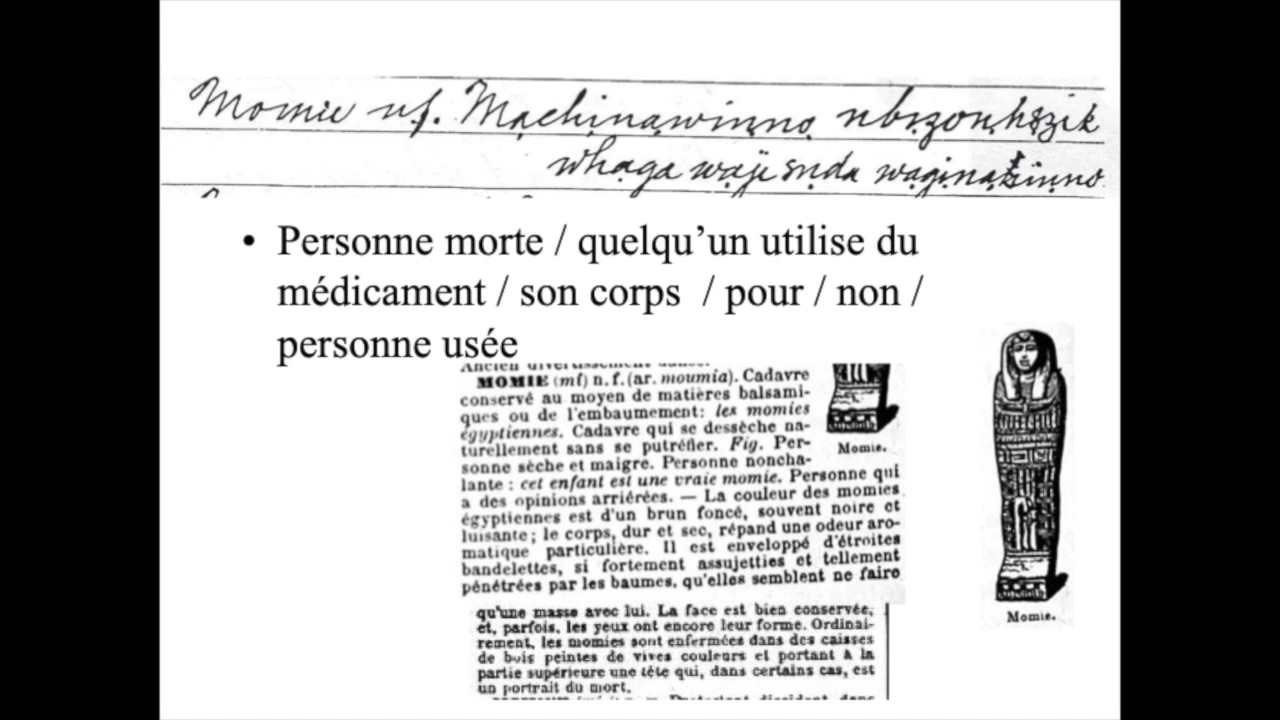 Momie nf. Machinawinno
whaga waji nda
• Personne morte / quelqu’un utilise du
médicament / son corps / pour / non /
personne usée
MOMIE (mî) n. f. (ar. moumia). Cadavre
conservé au moyen de matières balsami-
ques ou de l'embaumement: les momies
égyptiennes. Cadavre qui se dessèche na-
turellement sans se putréfier. Fig. Per-
sonne sèche et maigre. Personne noncha-
lante : cet enfant est une vraie momie. Personne qui
a des opinions arriérées. — La couleur des momies
égyptiennes est d'un brun foncé, souvent noire et
luisante; le corps, dur et sec, répand une odeur aro-
matique particulière. Il est enveloppé d'étroites
bandelettes, si fortement assujetties et tellement
pénétrées par les baumes, qu'elles semblent ne faire
qu'une masse avec lui. La face est bien conservée,
et, parfois, les yeux ont encore leur forme. Ordinai-
rement, les momies sont enfermées dans des caisses
de bois peintes de vives couleurs et portant à la
partie supérieure une tête qui, dans certains cas, est
un portrait du mort.
Momie.
Momie.